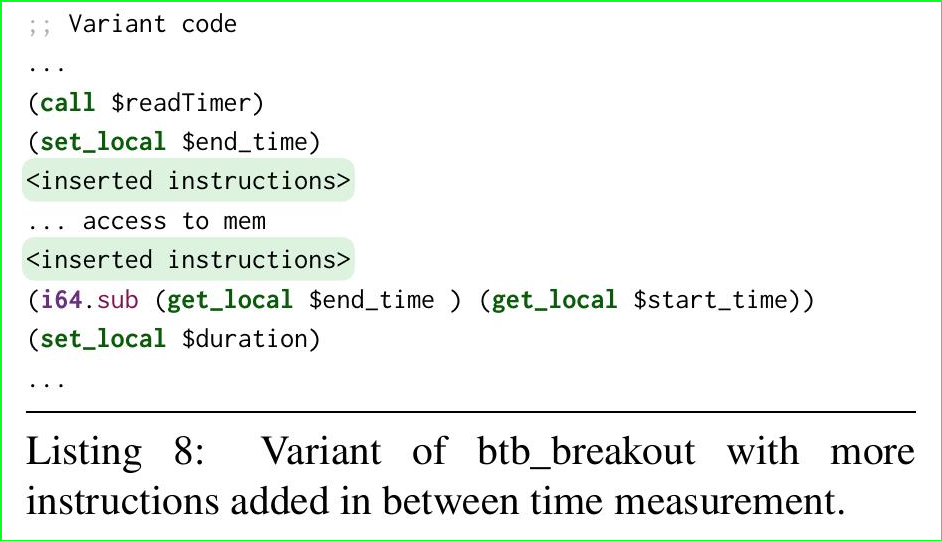 ;; Variant code
...
(call $readTimer)
(set_local $end_time)
<inserted instructions>
... access to mem
<inserted instructions>
(i64.sub (get_local $end_time ) (get_local $start_time))
(set_local $duration)
...
Listing 8: Variant of btb_breakout with more
instructions added in between time measurement.